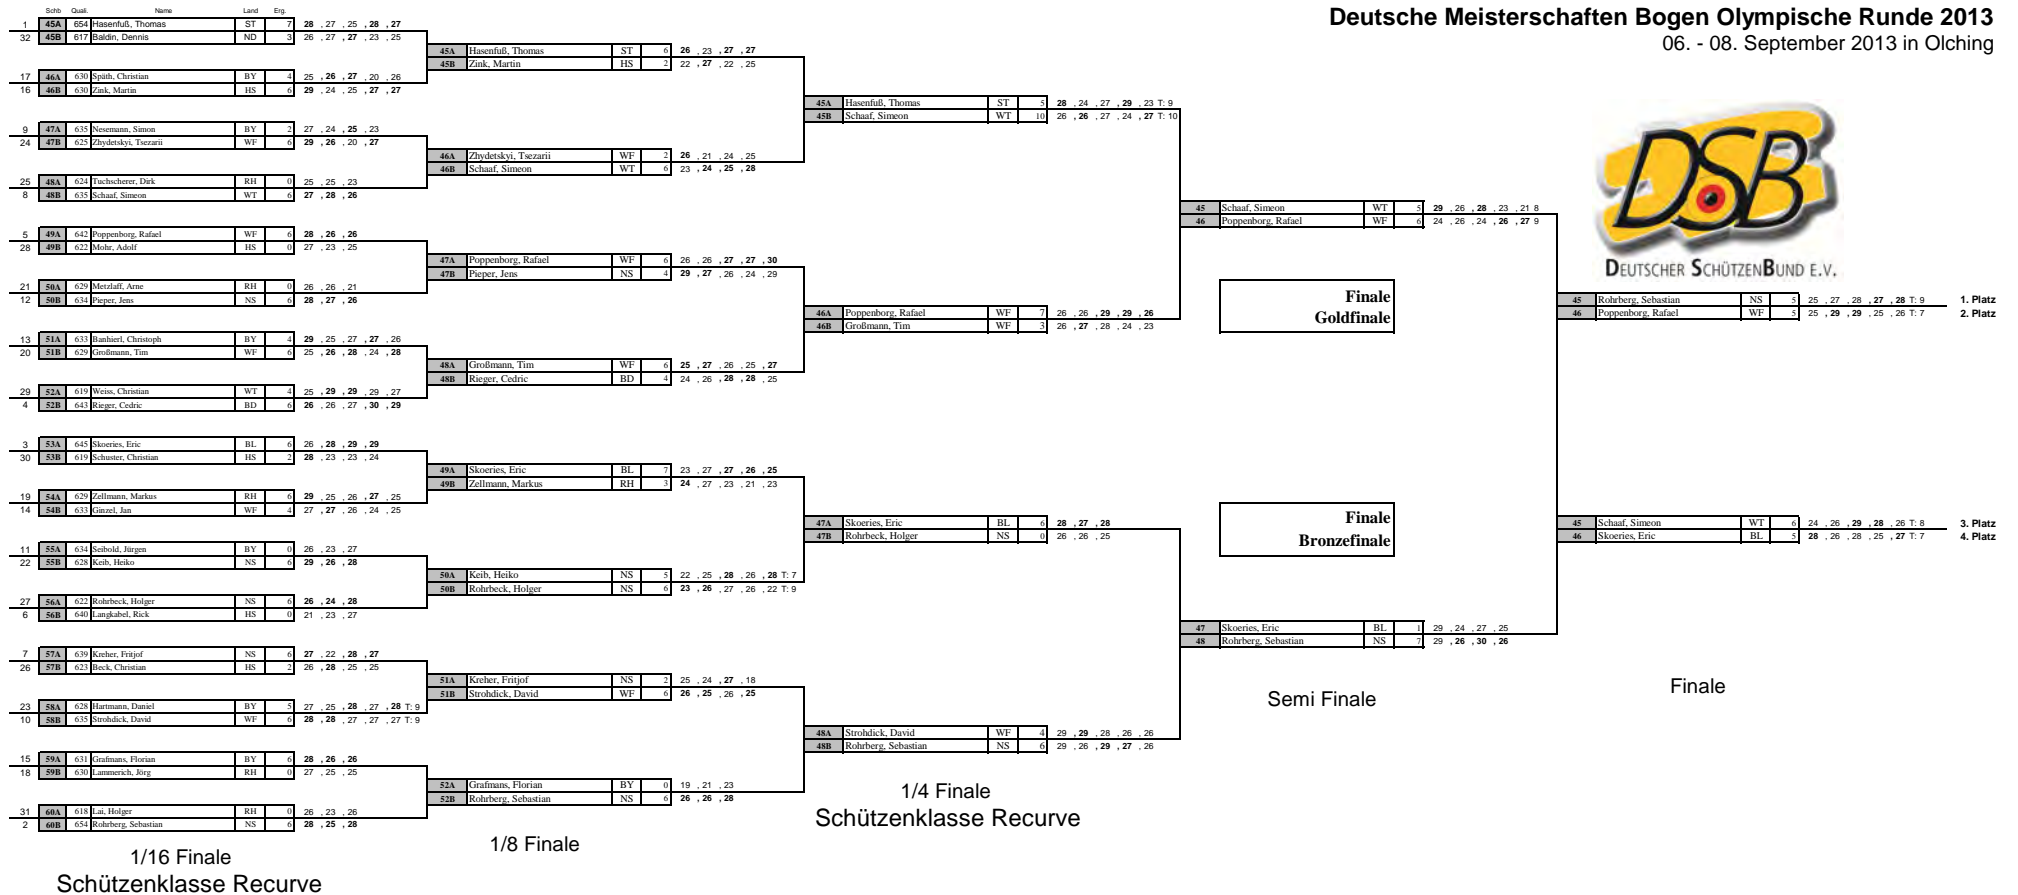 Deutsche Meisterschaften Bogen Olympische Runde 2013
06. - 08. September 2013 in Olching
Schb Quali. Name Land Erg.
1 45A 654 Hasenfuß, Thomas ST 7 28 , 27 , 25 , 28 , 27
32 45B 617 Baldin, Dennis ND 3 26 , 27 , 27 , 23 , 25
17 46A 630 Späth, Christian BY 4 25 , 26 , 27 , 20 , 26
16 46B 630 Zink, Martin HS 6 29 , 24 , 25 , 27 , 27
9 47A 635 Nesemann, Simon BY 2 27 , 24 , 25 , 23
24 47B 625 Zhydetskyi, Tsezarii WF 6 29 , 26 , 20 , 27
25 48A 624 Tuchscherer, Dirk RH 0 25 , 25 , 23
8 48B 635 Schaaf, Simeon WT 6 27 , 28 , 26
5 49A 642 Poppenborg, Rafael WF 6 28 , 26 , 26
28 49B 622 Mohr, Adolf HS 0 27 , 23 , 25
21 50A 629 Metzlaff, Arne RH 0 26 , 26 , 21
12 50B 634 Pieper, Jens NS 6 28 , 27 , 26
13 51A 633 Banhierl, Christoph BY 4 29 , 25 , 27 , 27 , 26
20 51B 629 Großmann, Tim WF 6 25 , 26 , 28 , 24 , 28
29 52A 619 Weiss, Christian WT 4 25 , 29 , 29 , 29 , 27
4 52B 643 Rieger, Cedric BD 6 26 , 26 , 27 , 30 , 29
3 53A 645 Skoeries, Eric BL 6 26 , 28 , 29 , 29
30 53B 619 Schuster, Christian HS 2 28 , 23 , 23 , 24
19 54A 629 Zellmann, Markus RH 6 29 , 25 , 26 , 27 , 25
14 54B 633 Ginzel, Jan WF 4 27 , 27 , 26 , 24 , 25
11 55A 634 Seibold, Jürgen BY 0 26 , 23 , 27
22 55B 628 Keib, Heiko NS 6 29 , 26 , 28
27 56A 622 Rohrbeck, Holger NS 6 26 , 24 , 28
6 56B 640 Langkabel, Rick HS 0 21 , 23 , 27
7 57A 639 Kreher, Fritjof NS 6 27 , 22 , 28 , 27
26 57B 623 Beck, Christian HS 2 26 , 28 , 25 , 25
23 58A 628 Hartmann, Daniel BY 5 27 , 25 , 28 , 27 , 28 T: 9
10 58B 635 Strohdick, David WF 6 28 , 28 , 27 , 27 , 27 T: 9
15 59A 631 Grafmans, Florian BY 6 28 , 26 , 26
18 59B 630 Lammerich, Jörg RH 0 27 , 25 , 25
31 60A 618 Lai, Holger RH 0 26 , 23 , 26
2 60B 654 Rohrberg, Sebastian NS 6 28 , 25 , 28
1/16 Finale
Schützenklasse Recurve
45A Hasenfuß, Thomas ST 6 26 , 23 , 27 , 27
45B Zink, Martin HS 2 22 , 27 , 22 , 25
46A Zhydetskyi, Tsezarii WF 2 26 , 21 , 24 , 25
46B Schaaf, Simeon WT 6 23 , 24 , 25 , 28
47A Poppenborg, Rafael WF 6 26 , 26 , 27 , 27 , 30
47B Pieper, Jens NS 4 29 , 27 , 26 , 24 , 29
48A Großmann, Tim WF 6 25 , 27 , 26 , 25 , 27
48B Rieger, Cedric BD 4 24 , 26 , 28 , 28 , 25
49A Skoeries, Eric BL 7 23 , 27 , 27 , 26 , 25
49B Zellmann, Markus RH 3 24 , 27 , 23 , 21 , 23
50A Keib, Heiko NS 5 22 , 25 , 28 , 26 , 28 T: 7
50B Rohrbeck, Holger NS 6 23 , 26 , 27 , 26 , 22 T: 9
51A Kreher, Fritjof NS 2 25 , 24 , 27 , 18
51B Strohdick, David WF 6 26 , 25 , 26 , 25
52A Grafmans, Florian BY 0 19 , 21 , 23
52B Rohrberg, Sebastian NS 6 26 , 26 , 28
1/8 Finale
45A Hasenfuß, Thomas ST 5 28 , 24 , 27 , 29 , 23 T: 9
45B Schaaf, Simeon WT 10 26 , 26 , 27 , 24 , 27 T: 10
46A Poppenborg, Rafael WF 7 26 , 26 , 29 , 29 , 26
46B Großmann, Tim WF 3 26 , 27 , 28 , 24 , 23
47A Skoeries, Eric BL 6 28 , 27 , 28
47B Rohrbeck, Holger NS 0 26 , 26 , 25
48A Strohdick, David WF 4 29 , 29 , 28 , 26 , 26
48B Rohrberg, Sebastian NS 6 29 , 26 , 29 , 27 , 26
1/4 Finale
Schützenklasse Recurve
45 Schaaf, Simeon WT 5 29 , 26 , 28 , 23 , 21 8
46 Poppenborg, Rafael WF 6 24 , 26 , 24 , 26 , 27 9
Finale
Goldfinale
Finale
Bronzefinale
47 Skoeries, Eric BL 1 29 , 24 , 27 , 25
48 Rohrberg, Sebastian NS 7 29 , 26 , 30 , 26
Semi Finale
DSB
DEUTSCHER SCHÜTZENBUND E.V.
45 Rohrberg, Sebastian NS 5 25 , 27 , 28 , 27 , 28 T: 9 1. Platz
46 Poppenborg, Rafael WF 5 25 , 29 , 29 , 25 , 26 T: 7 2. Platz
45 Schaaf, Simeon WT 6 24 , 26 , 29 , 28 , 26 T: 8 3. Platz
46 Skoeries, Eric BL 5 28 , 26 , 28 , 25 , 27 T: 7 4. Platz
Finale